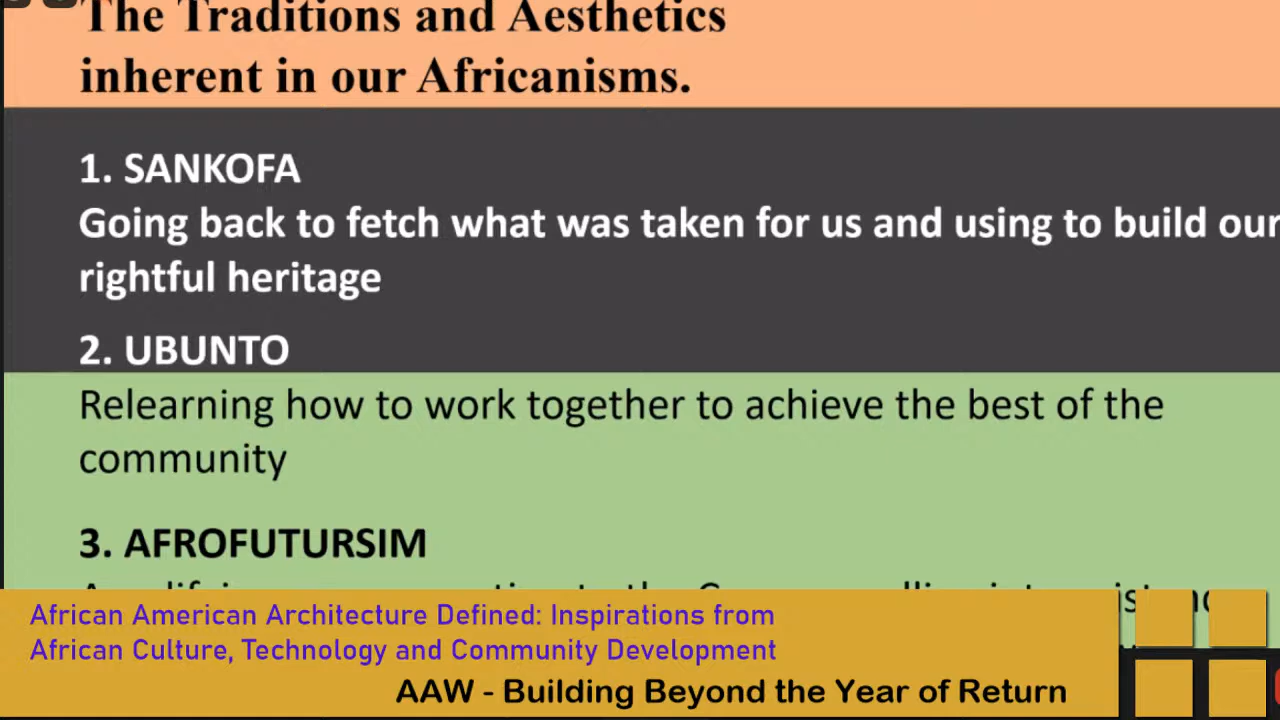 The Traditions and Aesthetics
inherent in our Africanisms.
1. SANKOFA
Going back to fetch what was taken for us and using to build our
rightful heritage
2. UBUNTO
Relearning how to work together to achieve the best of the
community
3. AFROFUTURSIM
African American Architecture Defined: Inspirations from
African Culture, Technology and Community Development
AAW - Building Beyond the Year of Return